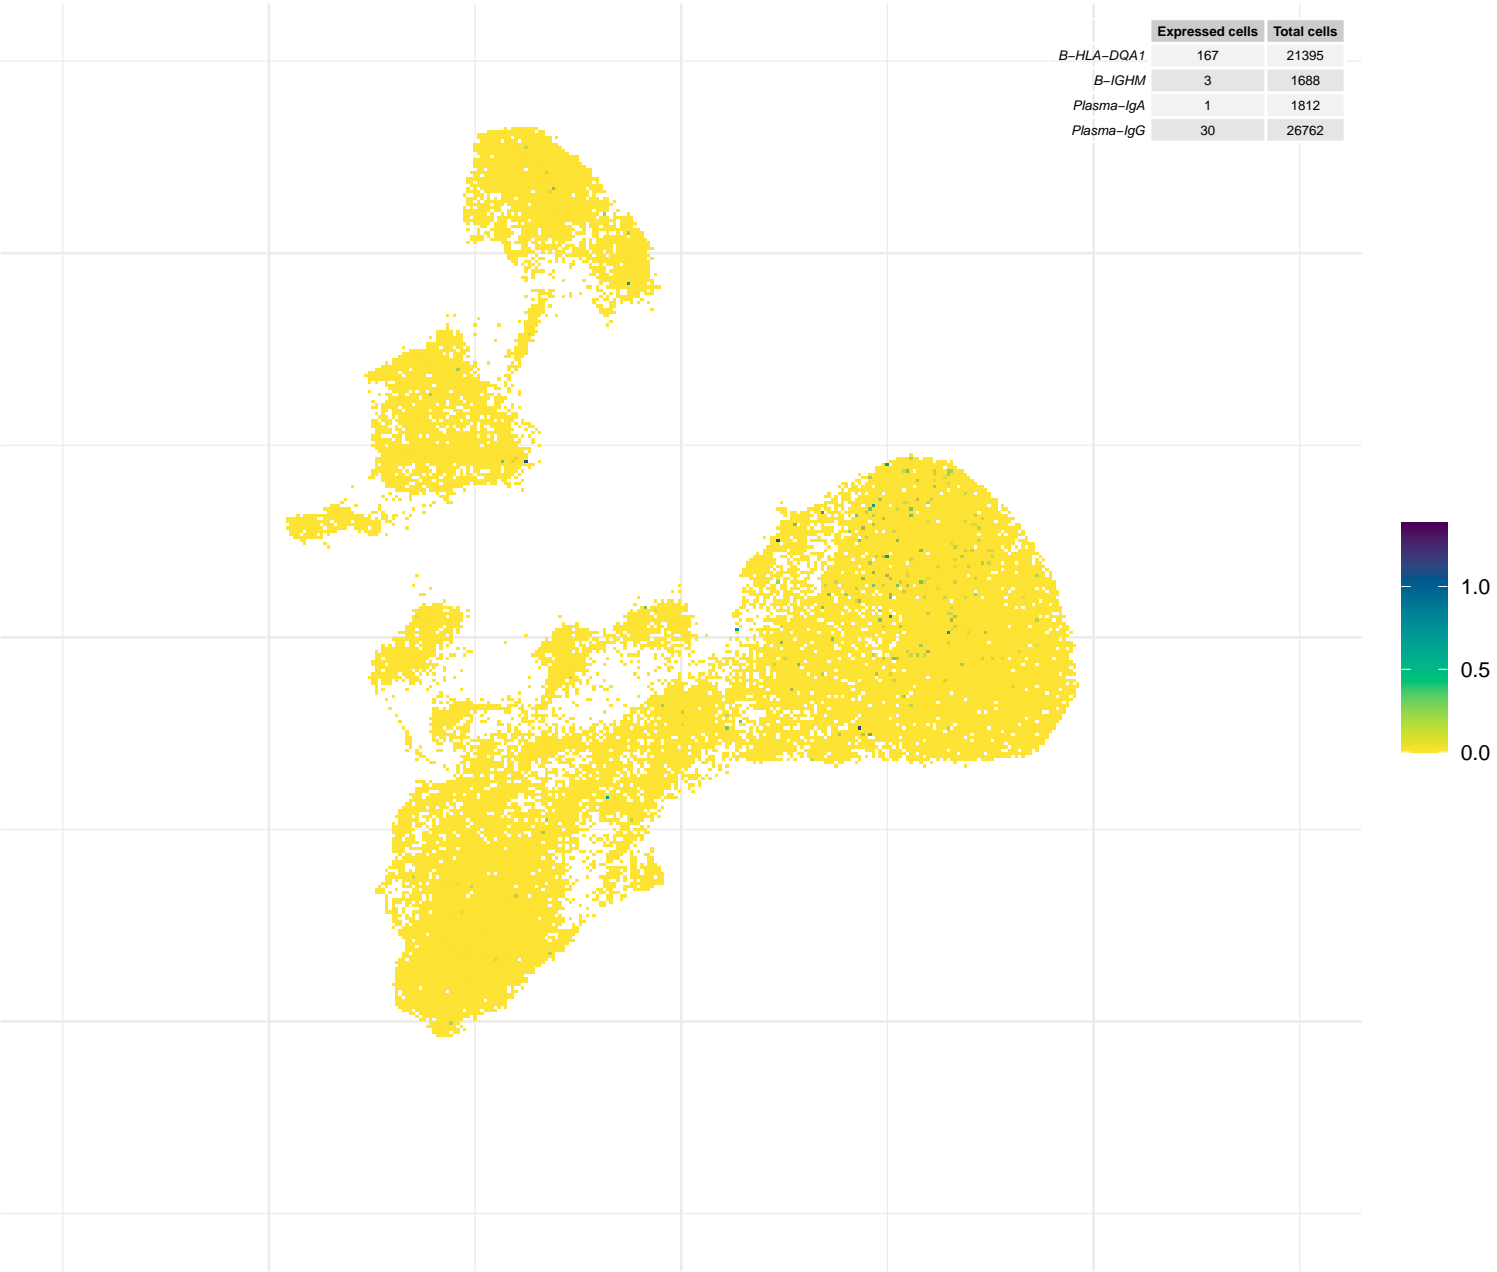 Expressed cells Total cells
B−HLA−DQA1 167 21395
B−IGHM 3 1688
Plasma−IgA 1 1812
Plasma−IgG 30 26762
1.0
0.5
0.0